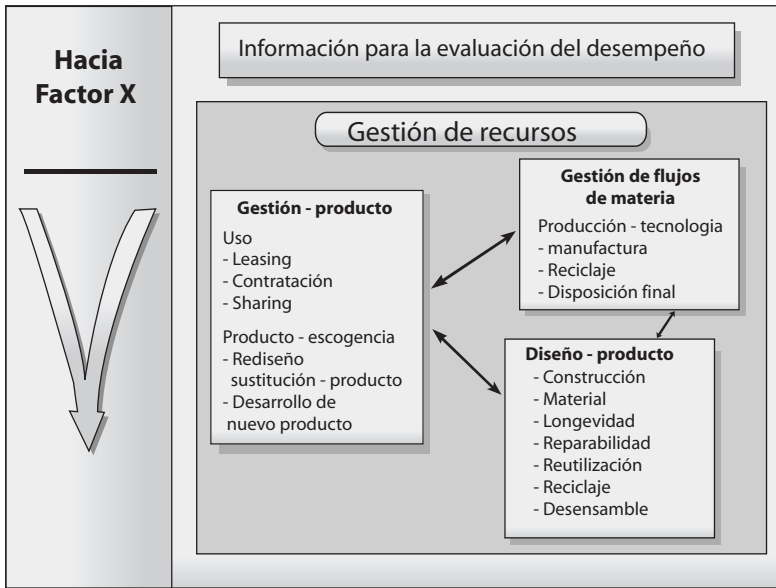 Hacia
Factor X
Información para la evaluación del desempeño
Gestión de recursos
Gestión - producto
Uso
- Leasing
- Contratación
- Sharing
Producto - escogencia
- Rediseño
sustitución - producto
- Desarrollo de
nuevo producto
Gestión de flujos
de materia
Producción - tecnologia
- manufactura
- Reciclaje
- Disposición final
Diseño - producto
- Construcción
- Material
- Longevidad
- Reparabilidad
- Reutilización
- Reciclaje
- Desensamble